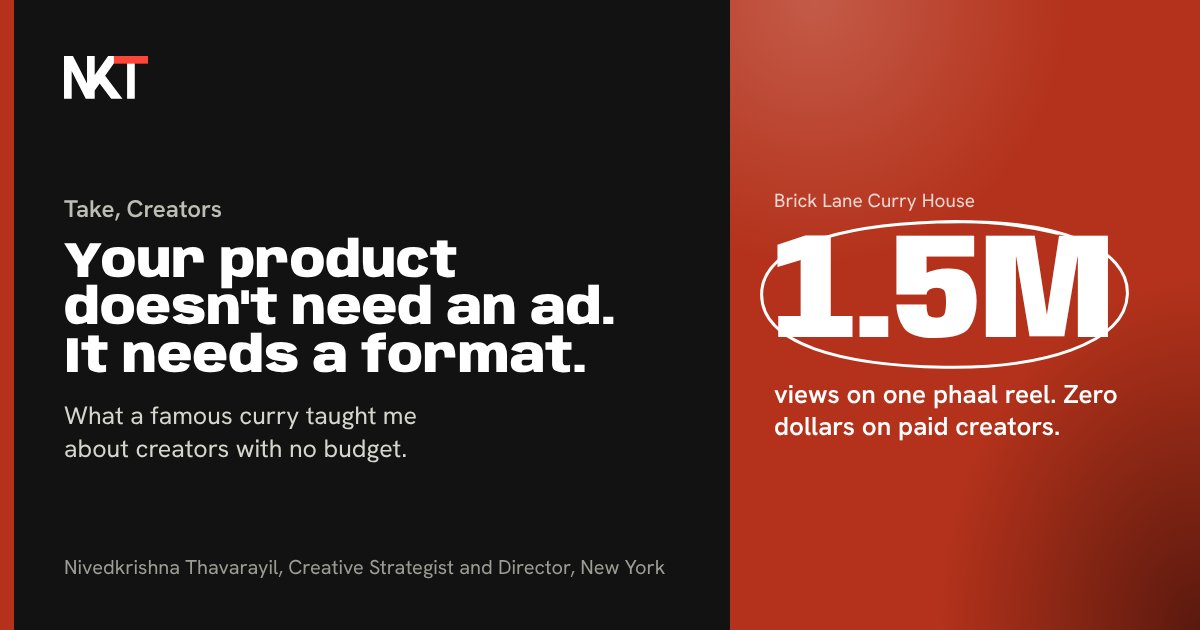 NKT
Take, Creators
Your product
doesn't need an ad.
It needs a format.
What a famous curry taught me
about creators with no budget.
Nivedkrishna Thavarayil, Creative Strategist and Director, New York
Brick Lane Curry House
1.5M
views on one phaal reel. Zero
dollars on paid creators.